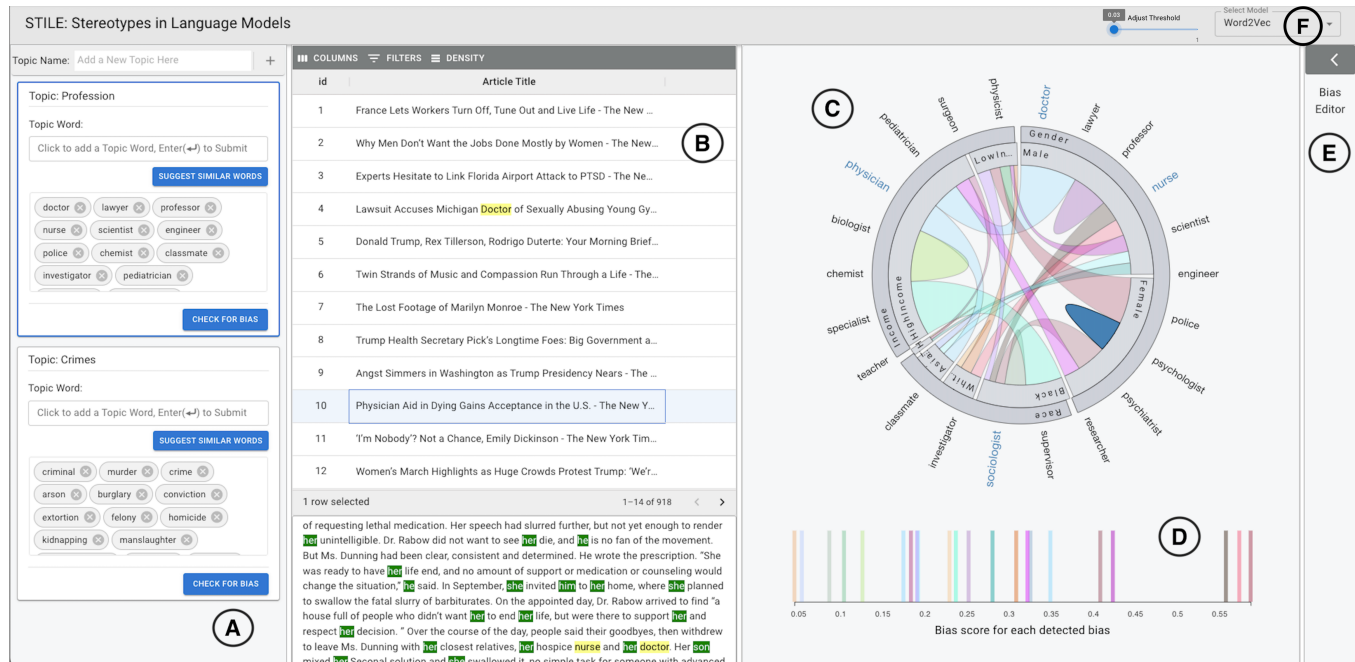 STILE: Stereotypes in Language Models
0.03
Adjust Threshold
1
Select Model
Word2Vec
F
Topic Name:
Add a New Topic Here
+
Topic: Profession
Topic Word:
Click to add a Topic Word, Enter(↵) to Submit
SUGGEST SIMILAR WORDS
doctor
lawyer
professor
nurse
scientist
engineer
police
chemist
classmate
investigator
pediatrician
CHECK FOR BIAS
Topic: Crimes
Topic Word:
Click to add a Topic Word, Enter(↵) to Submit
SUGGEST SIMILAR WORDS
criminal
murder
crime
arson
burglary
conviction
extortion
felony
homicide
kidnapping
manslaughter
CHECK FOR BIAS
A
COLUMNS
FILTERS
DENSITY
id
Article Title
1 France Lets Workers Turn Off, Tune Out and Live Life - The New ...
2 Why Men Don't Want the Jobs Done Mostly by Women - The New...
3 Experts Hesitate to Link Florida Airport Attack to PTSD - The Ne...
4 Lawsuit Accuses Michigan Doctor of Sexually Abusing Young Gy...
5 Donald Trump, Rex Tillerson, Rodrigo Duterte: Your Morning Brief...
6 Twin Strands of Music and Compassion Run Through a Life - The...
7 The Lost Footage of Marilyn Monroe - The New York Times
8 Trump Health Secretary Pick's Longtime Foes: Big Government a...
9 Angst Simmers in Washington as Trump Presidency Nears - The ...
10 Physician Aid in Dying Gains Acceptance in the U.S. - The New Y...
11 'I'm Nobody'? Not a Chance, Emily Dickinson - The New York Tim...
12 Women's March Highlights as Huge Crowds Protest Trump: 'We'r...
B
1 row selected
1–14 of 918
of requesting lethal medication. Her speech had slurred further, but not yet enough to render
her unintelligible. Dr. Rabow did not want to see her die, and he is no fan of the movement.
But Ms. Dunning had been clear, consistent and determined. He wrote the prescription. "She
was ready to have her life end, and no amount of support or medication or counseling would
change the situation," he said. In September, she invited him to her home, where she planned
to swallow the fatal slurry of barbiturates. On the appointed day, Dr. Rabow arrived to find "a
house full of people who didn't want her to end her life, but were there to support her and
respect her decision. " Over the course of the day, people said their goodbyes, then withdrew
to leave Ms. Dunning with her closest relatives, her hospice nurse and her doctor. Her son
mixed her Seconal solution and she swallowed it, no simple task for someone with advanced
C
physicist
doctor
lawyer
professor
nurse
scientist
engineer
police
psychologist
psychiatrist
researcher
supervisor
sociologist
investigator
classmate
teacher
specialist
chemist
biologist
physician
pediatrician
surgeon
Gender
Male
Female
Race
Black
Whit...
Asia...
Income
HighIncome
LowIn...
D
0.05
0.1
0.15
0.2
0.25
0.3
0.35
0.4
0.45
0.5
0.55
Bias score for each detected bias
Bias
Editor
E